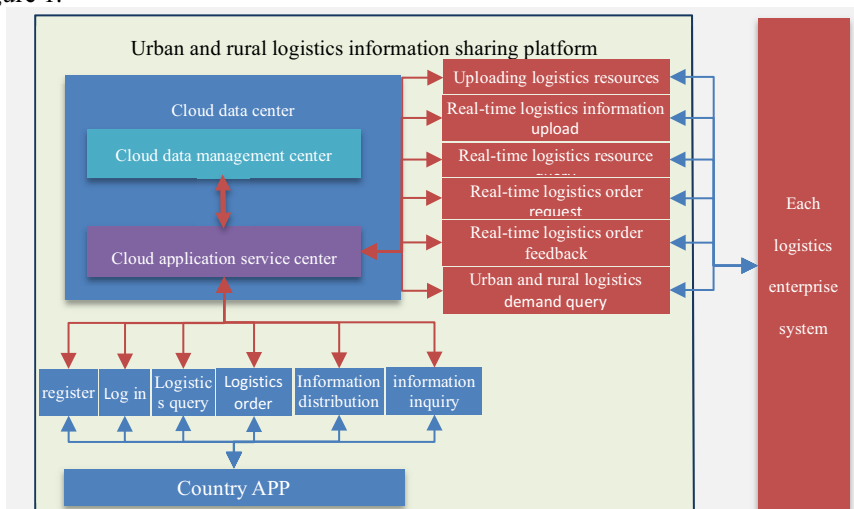 gure 1.
Urban and rural logistics information sharing platform
Cloud data center
Cloud data management center
Cloud application service center
Uploading logistics resources
Real-time logistics information
upload
Real-time logistics resource
Real-time logistics order
request
Real-time logistics order
feedback
Urban and rural logistics
demand query
Each
logistics
enterprise
system
register
Log in
Logistic
s query
Logistics
order
Information
distribution
information
inquiry
Country APP